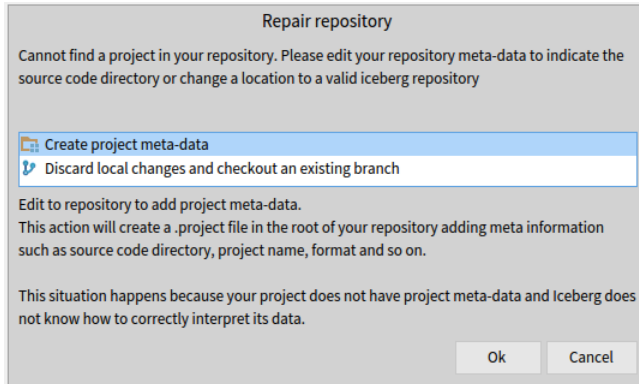 Repair repository
Cannot find a project in your repository. Please edit your repository meta-data to indicate the
source code directory or change a location to a valid iceberg repository
Create project meta-data
Discard local changes and checkout an existing branch
Edit to repository to add project meta-data.
This action will create a .project file in the root of your repository adding meta information
such as source code directory, project name, format and so on.
This situation happens because your project does not have project meta-data and Iceberg does
not know how to correctly interpret its data.
Ok
Cancel